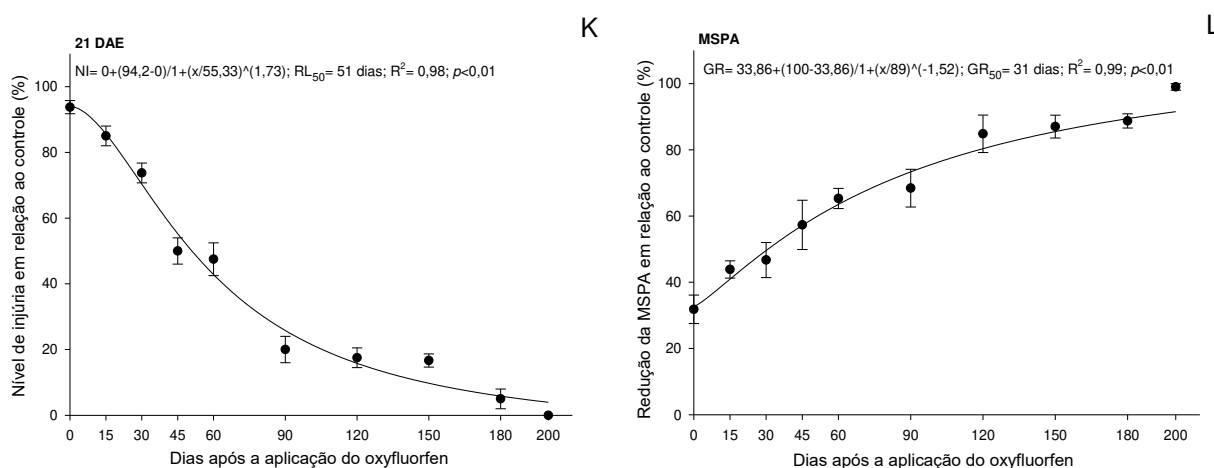 K
21 DAE
NI= 0+(94,2-0)/1+(x/55,33)^(1,73); RL50= 51 dias; R2= 0,98; p<0,01
Nível de injúria em relação ao controle (%)
100
80
60
40
20
0
0 15 30 45 60 90 120 150 180 200
Dias após a aplicação do oxyfluorfen
L
MSPA
GR= 33,86+(100-33,86)/1+(x/89)^(-1,52); GR50= 31 dias; R2= 0,99; p<0,01
Redução da MSPA em relação ao controle (%)
100
80
60
40
20
0
0 15 30 45 60 90 120 150 180 200
Dias após a aplicação do oxyfluorfen